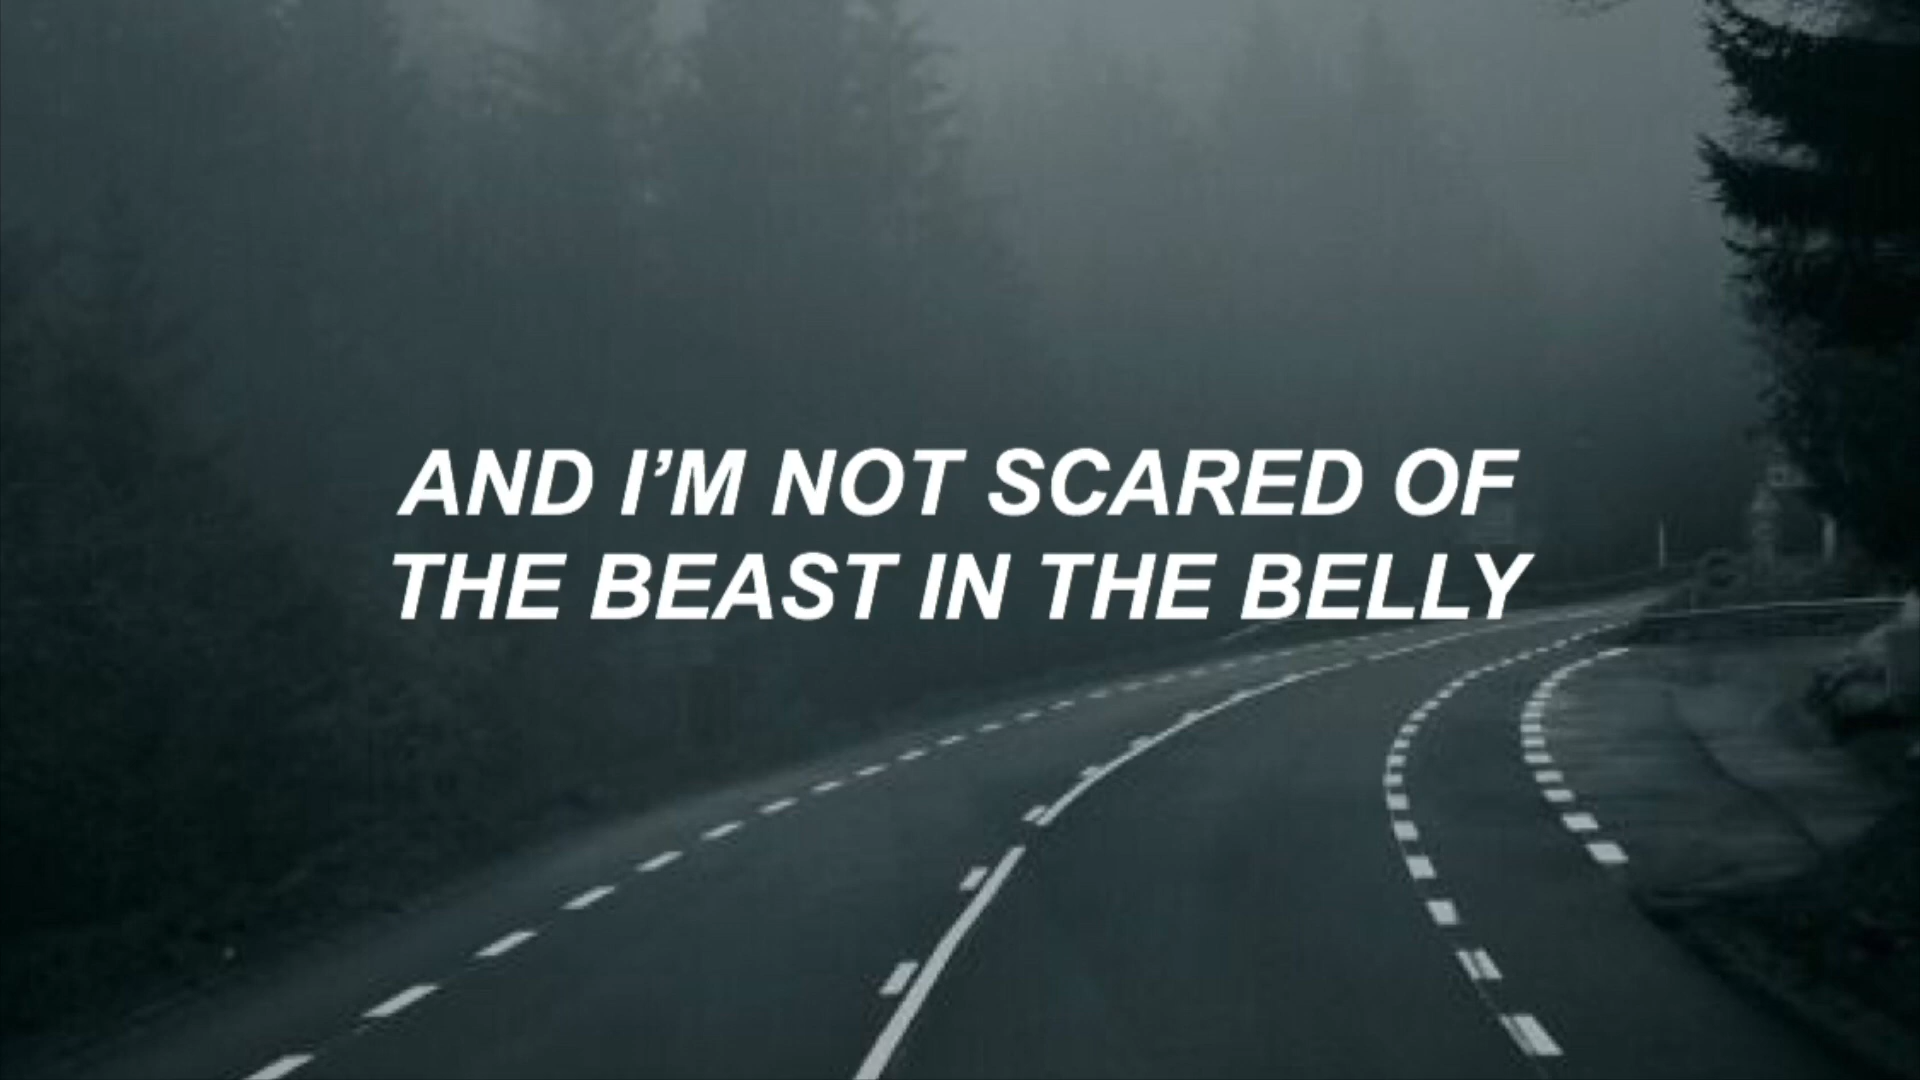 AND I’M NOT SCARED OF
THE BEAST IN THE BELLY